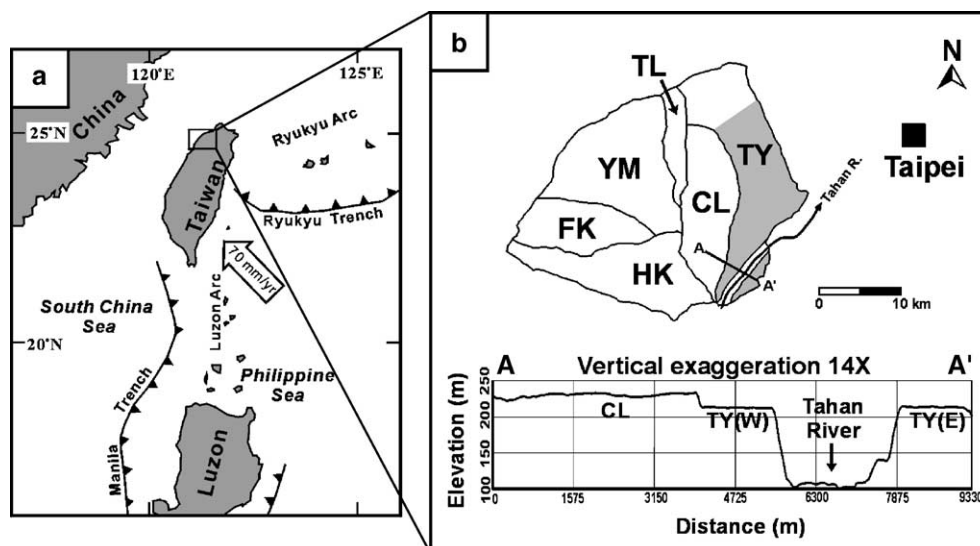 a
120°E
125°E
25°N
20°N
China
Ryukyu Arc
Taiwan
Ryukyu Trench
70 mm/yr
South China
Sea
Luzon Arc
Philippine
Sea
Manila Trench
Luzon
b
N
TL
YM
TY
CL
FK
HK
Taipei
Tahan R.
A
A'
0
10 km
A
Vertical exaggeration 14X
A'
Elevation (m)
250
200
150
100
CL
TY(W)
Tahan
River
TY(E)
0
1575
3150
4725
6300
7875
9330
Distance (m)